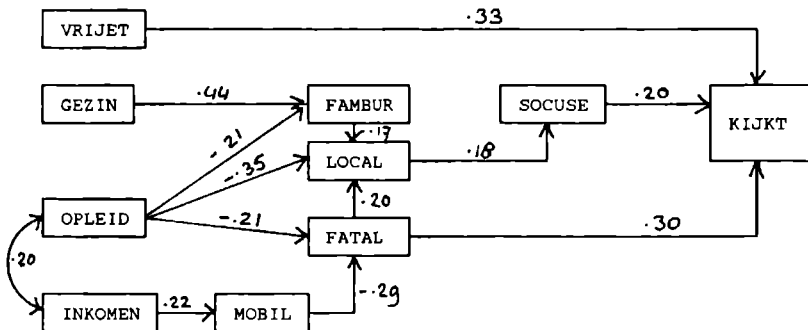 VRIJET
.33
GEZIN
.44
FAMBUR
SOCUSE
.20
KIJKT
-.21
.17
-.35
LOCAL
.18
.20
OPLEID
-.21
FATAL
.30
.20
INKOMEN
.22
MOBIL
-.29